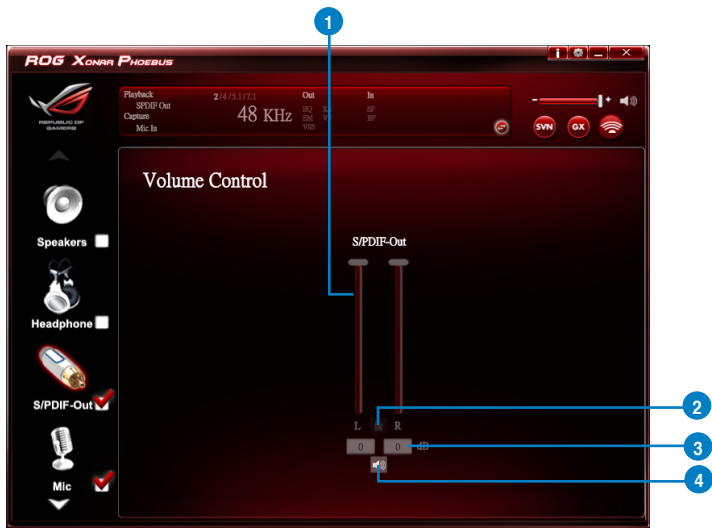 1
ROG XONAR PHOEBUS
i
REPUBLIC OF
GAMERS
Playback
SPDIF Out
Capture
Mic In
2/4/5.1/7.1
48 KHz
Out
EQ
EM
VSS
In
SF
BF
- +
SVN GX
Volume Control
Speakers
Headphone
S/PDIF-Out
Mic
S/PDIF-Out
L R
0 0 dB
2
3
4